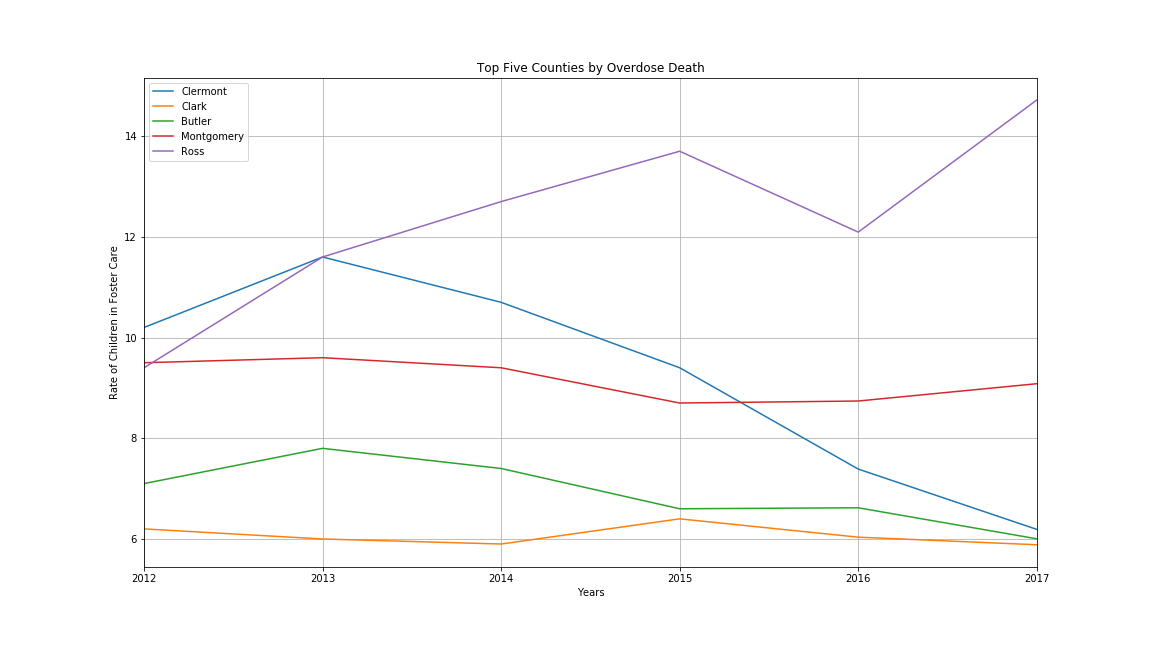 Top Five Counties by Overdose Death
Clermont
Clark
Butler
Montgomery
Ross
Rate of Children in Foster Care
14
12
10
8
6
2012 2013 2014 2015 2016 2017
Years